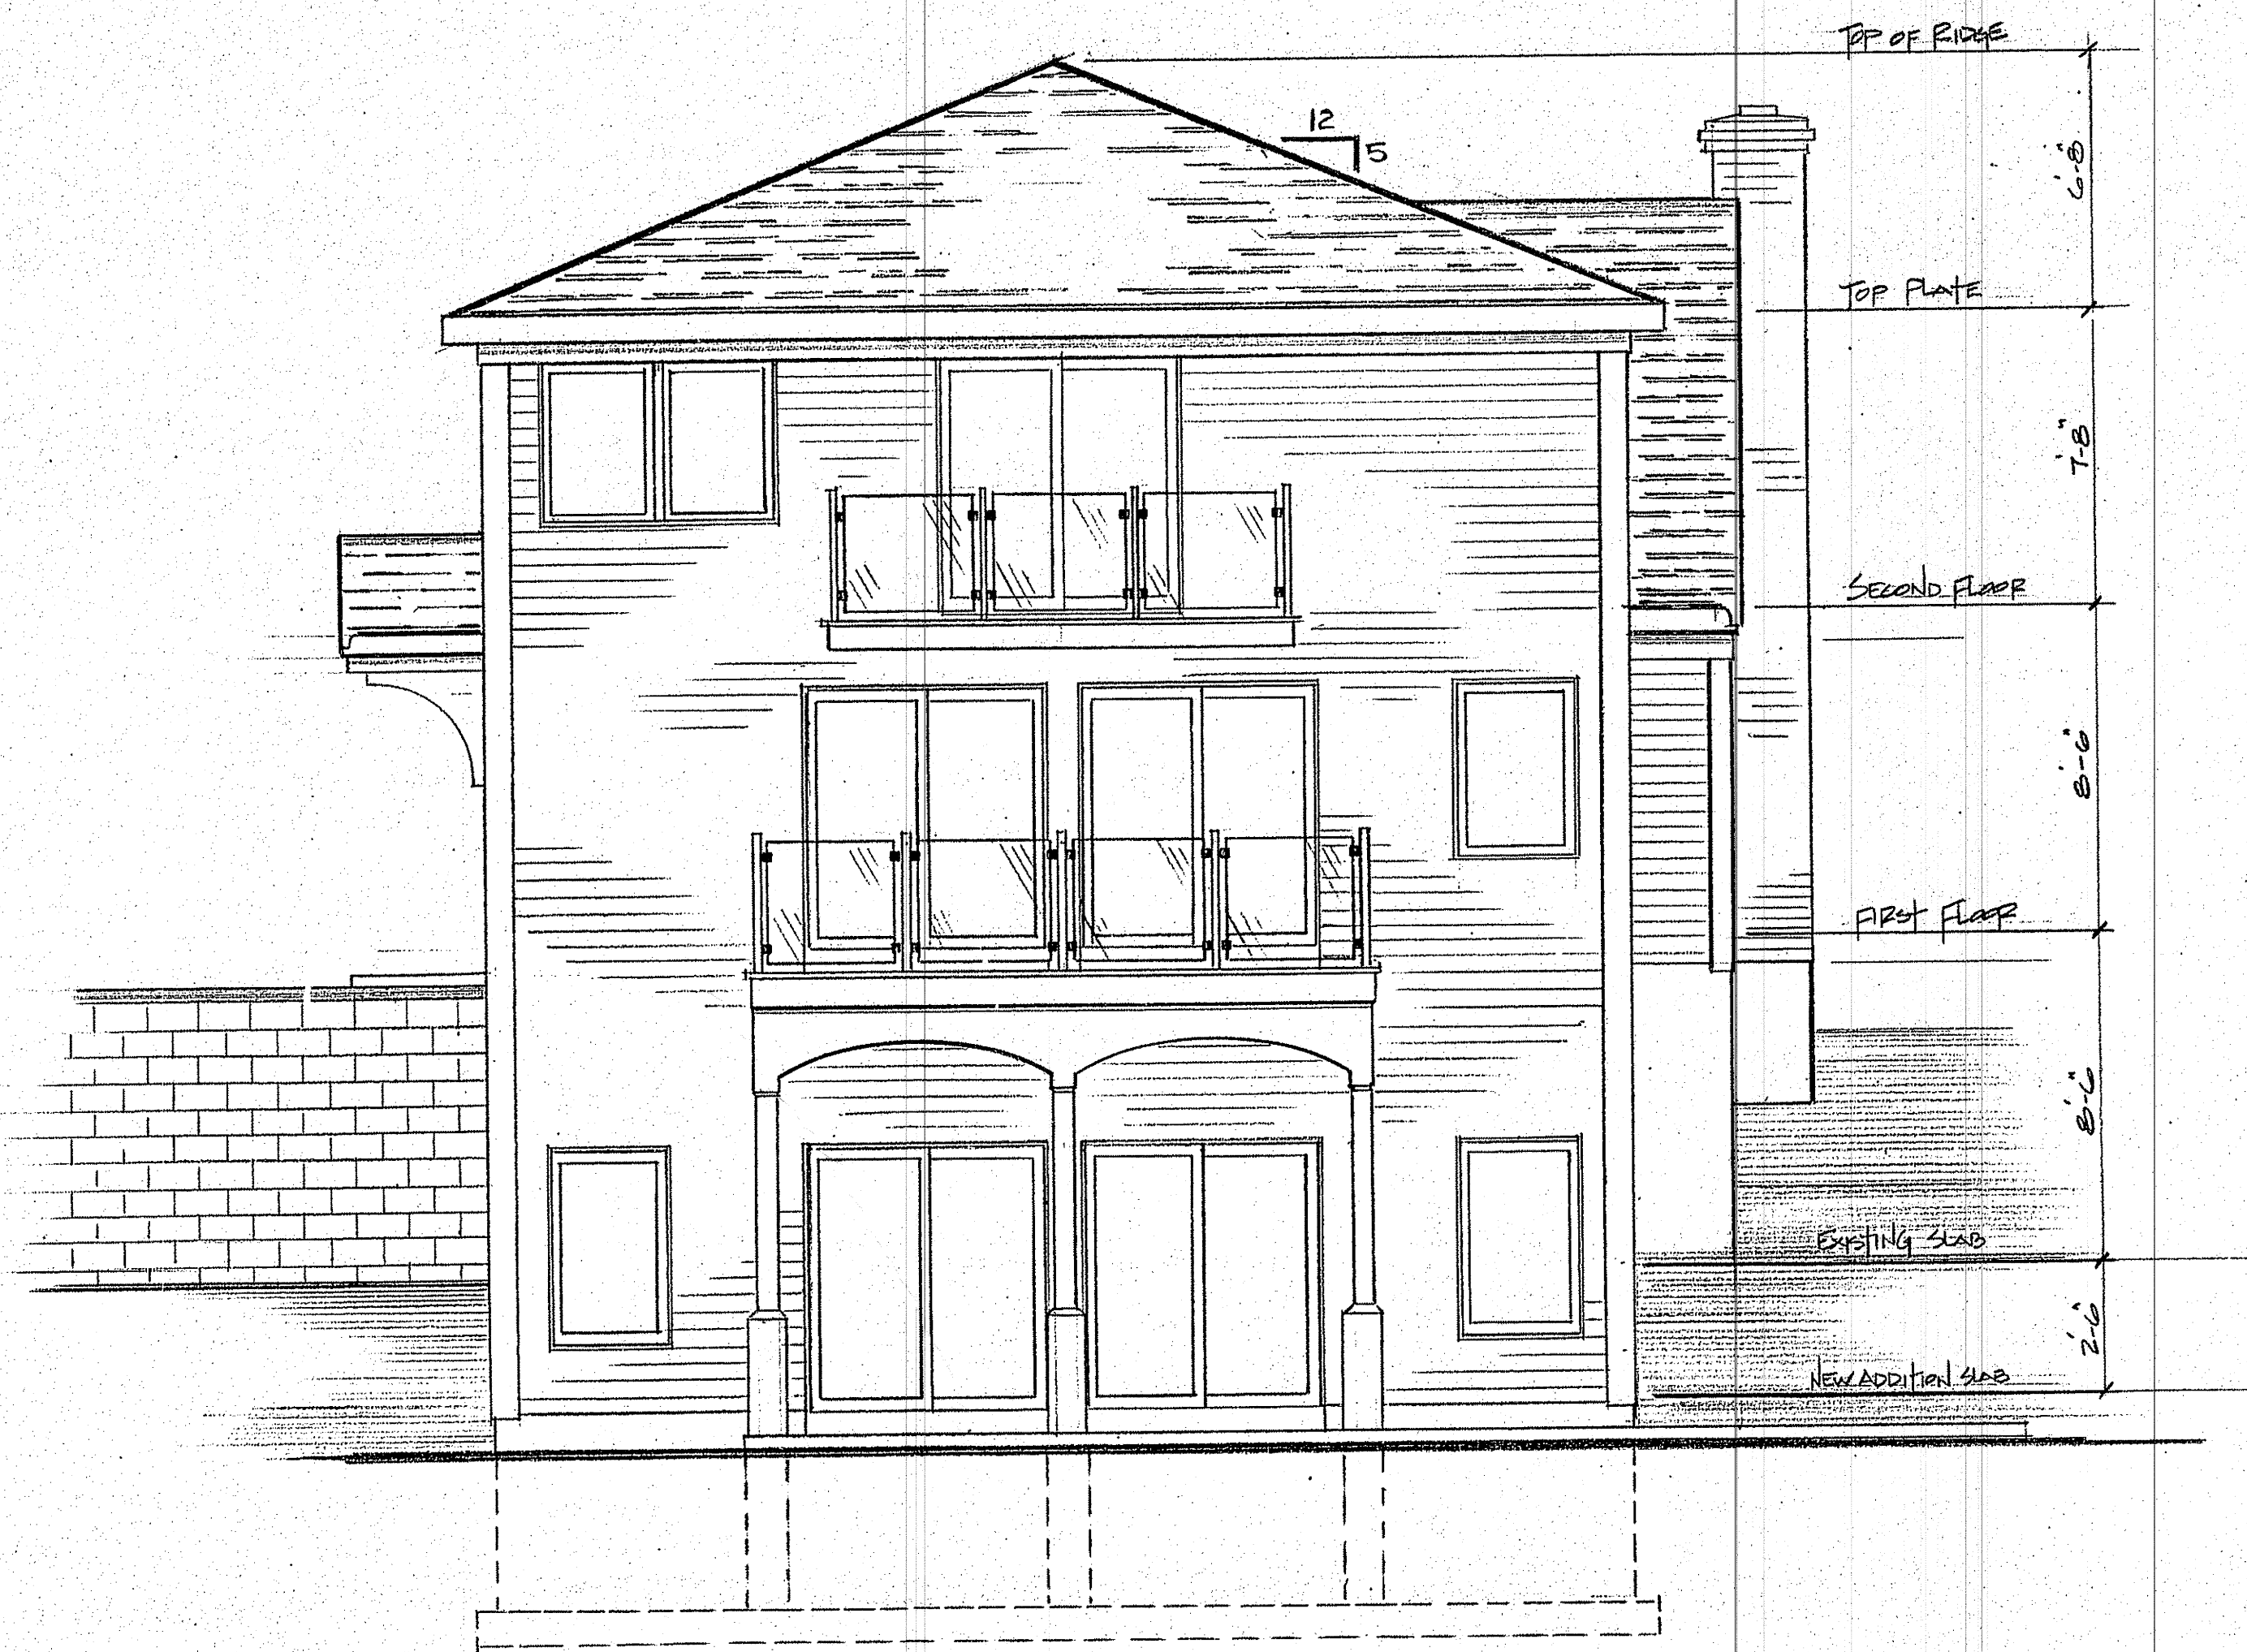 TOP OF RIDGE
12
5
6'-8"
TOP PLATE
7'-8"
SECOND FLOOR
8'-6"
FIRST FLOOR
8'-6"
EXISTING SLAB
2'-6"
NEW ADDITION SLAB